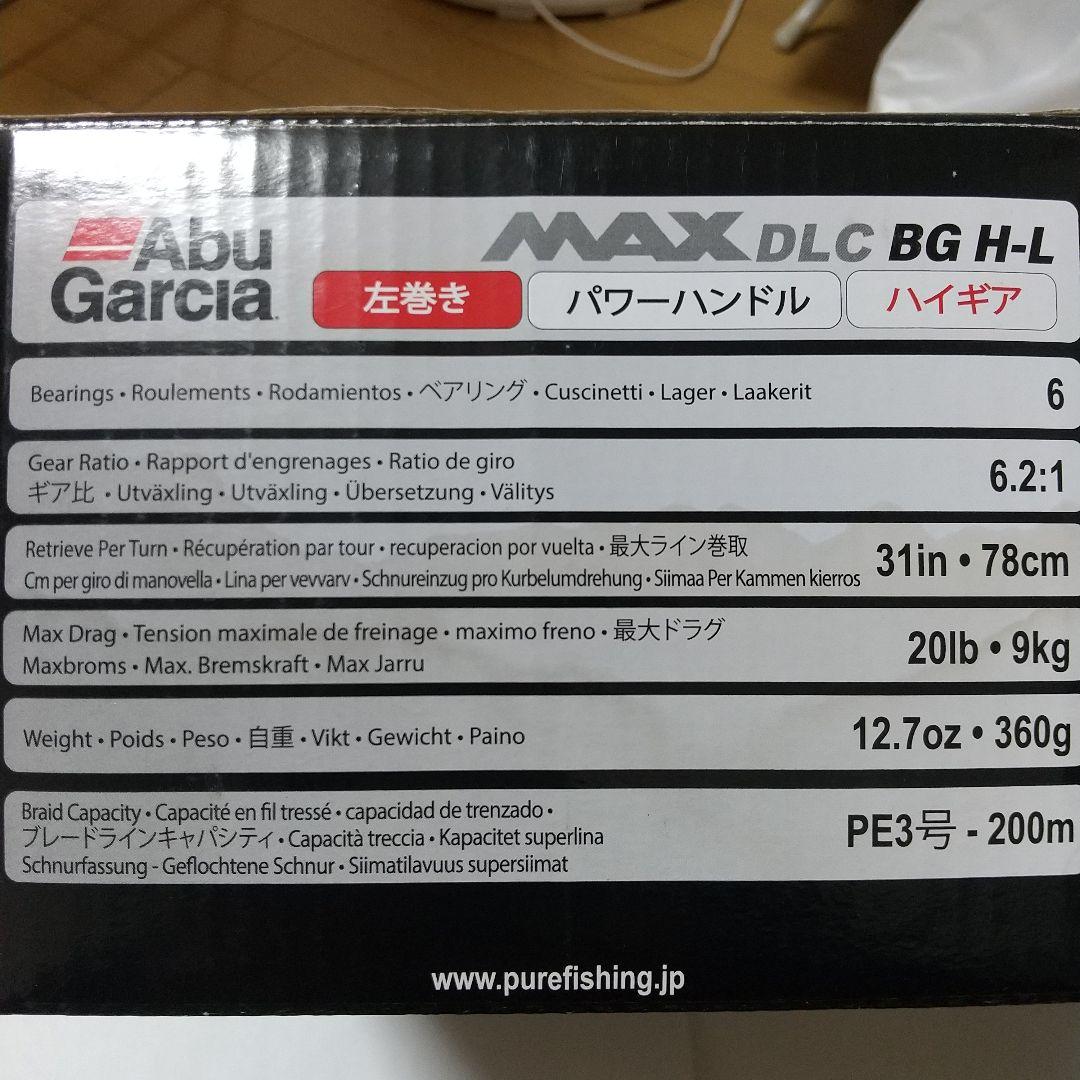 Abu
Garcia
MAX DLC BG H-L
左巻き パワーハンドル ハイギア
Bearings • Roulements • Rodamientos • ベアリング • Cuscinetti • Lager • Laakerit 6
Gear Ratio • Rapport d'engrenages • Ratio de giro
ギア比 • Utväxling • Utväxling • Übersetzung • Välitys 6.2:1
Retrieve Per Turn • Récupération par tour • recuperacion por vuelta • 最大ライン巻取
Cm per giro di manovella • Lina per vevvarv • Schnureinzug pro Kurbelumdrehung • Siimaa Per Kammen kierros 31in • 78cm
Max Drag • Tension maximale de freinage • maximo freno • 最大ドラグ
Maxbroms • Max. Bremskraft • Max Jarru 20lb • 9kg
Weight • Poids • Peso • 自重 • Vikt • Gewicht • Paino 12.7oz • 360g
Braid Capacity • Capacité en fil tressé • capacidad de trenzado •
ブレードラインキャパシティ • Capacità treccia • Kapacitet superlina
Schnurfassung - Geflochtene Schnur • Siimatilavuus supersiimat PE3号 - 200m
www.purefishing.jp